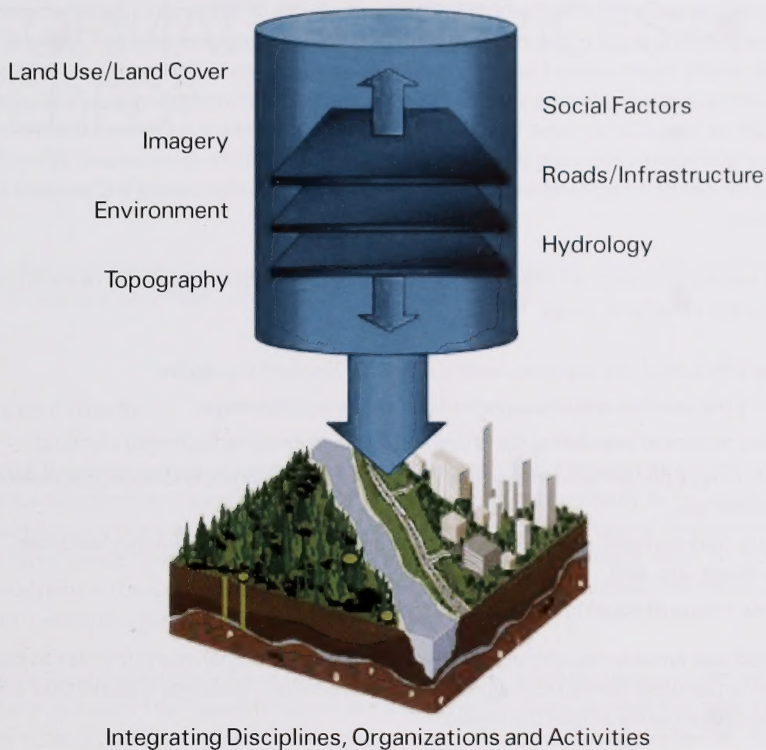 Land Use/Land Cover
Social Factors
Imagery
Roads/Infrastructure
Environment
Hydrology
Topography
Integrating Disciplines, Organizations and Activities